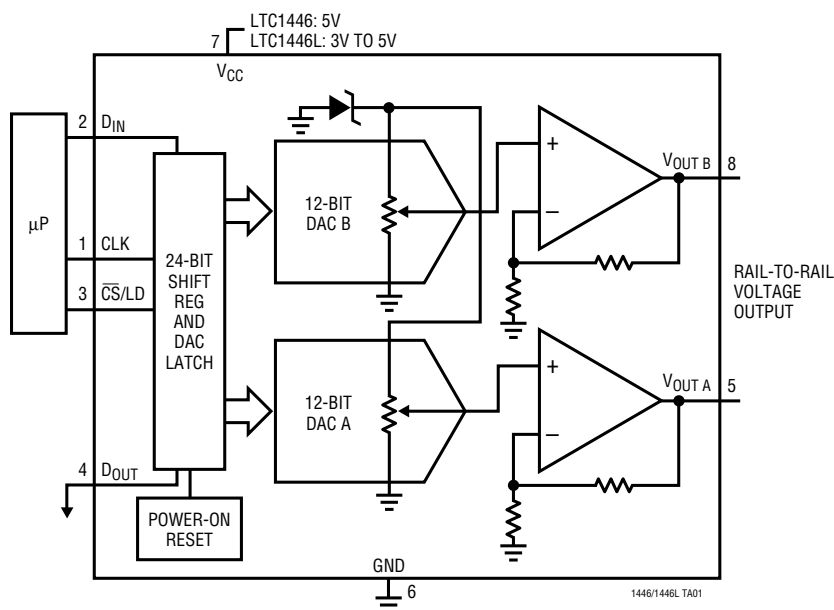 LTC1446: 5V
LTC1446L: 3V TO 5V
7
VCC
2
DIN
μP
1
CLK
3
CS/LD
24-BIT
SHIFT
REG
AND
DAC
LATCH
12-BIT
DAC B
+
–
VOUT B
8
RAIL-TO-RAIL
VOLTAGE
OUTPUT
12-BIT
DAC A
+
–
VOUT A
5
4
DOUT
POWER-ON
RESET
GND
6
1446/1446L TA01